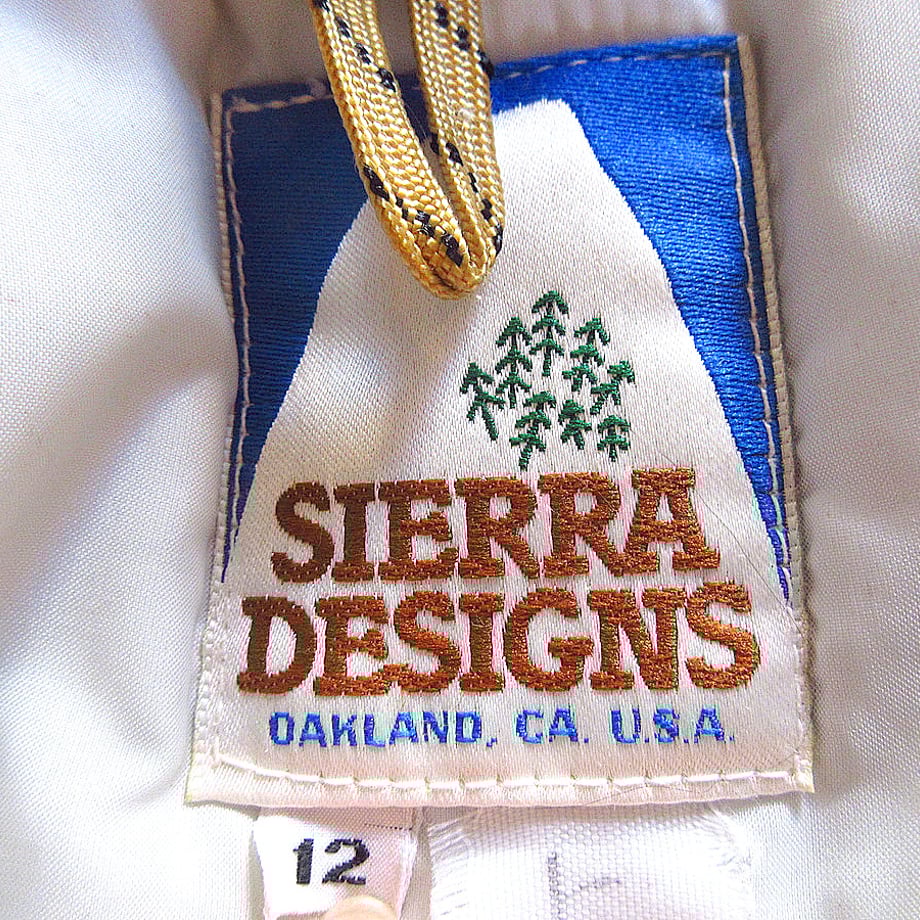 SIERRA
DESIGNS
OAKLAND, CA. U.S.A.
12